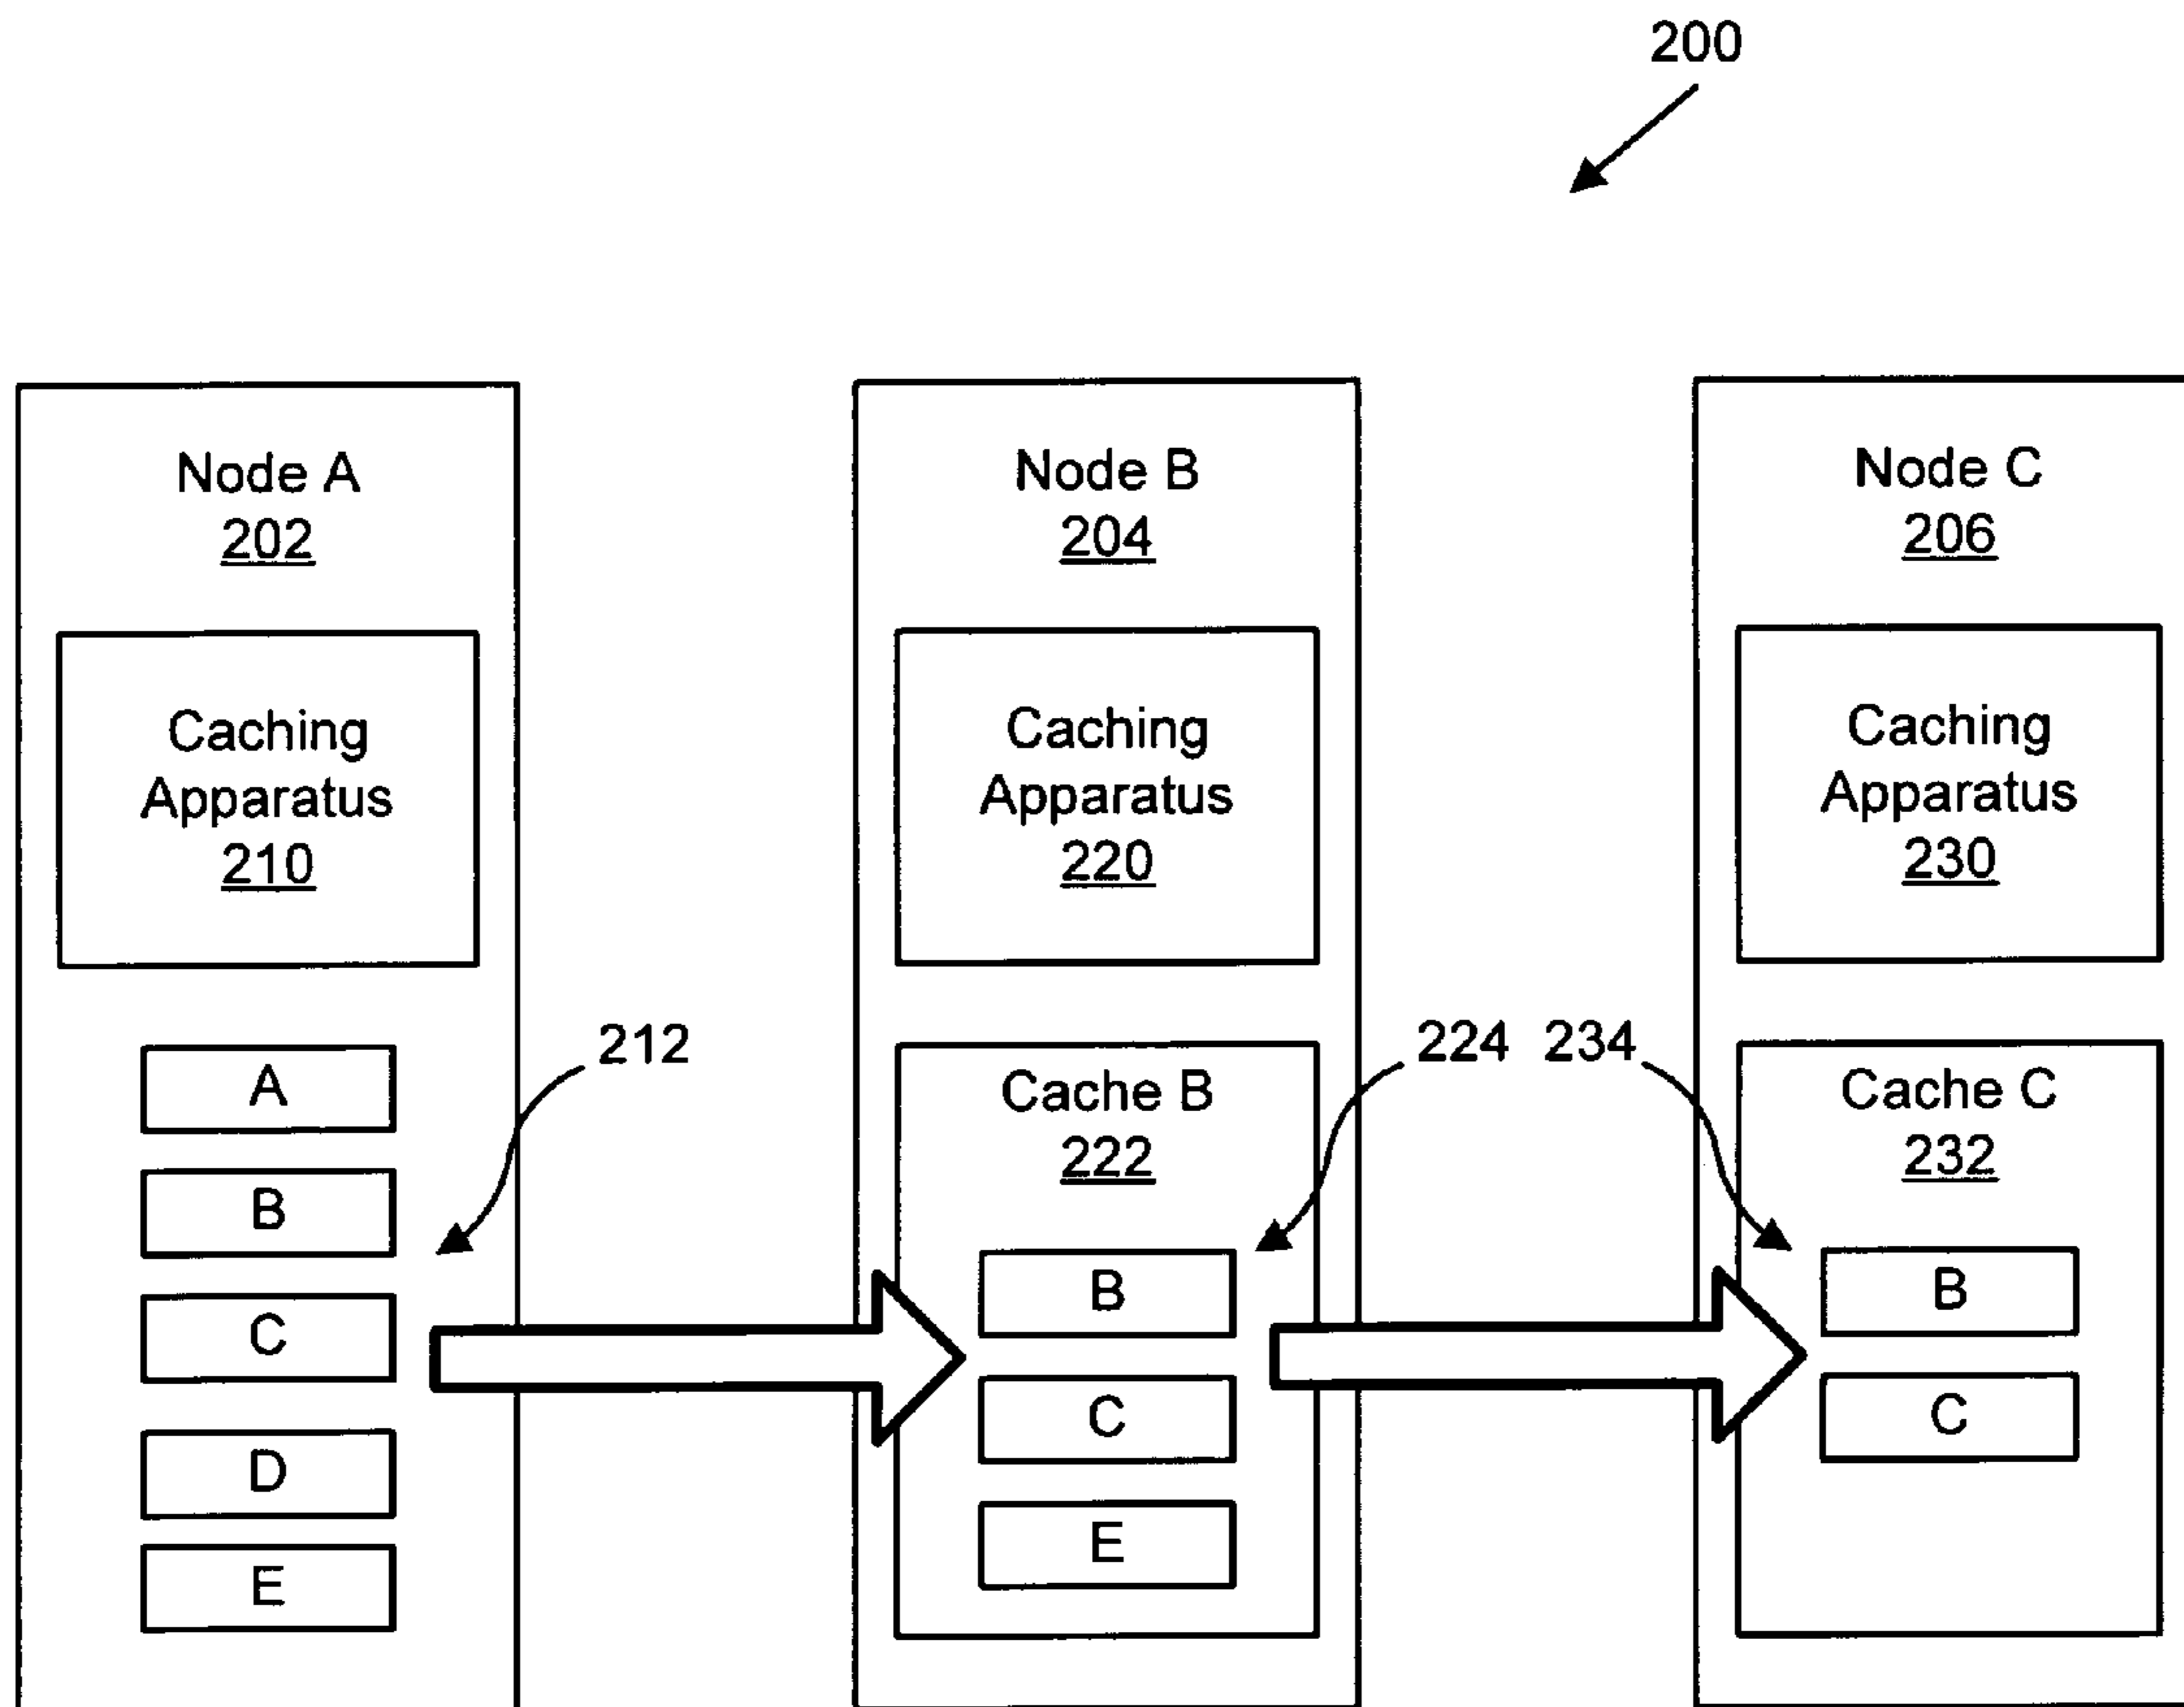 200
Node A
202
Caching
Apparatus
210
A
B
C
D
E
212
Node B
204
Caching
Apparatus
220
Cache B
222
B
C
E
224
234
Node C
206
Caching
Apparatus
230
Cache C
232
B
C